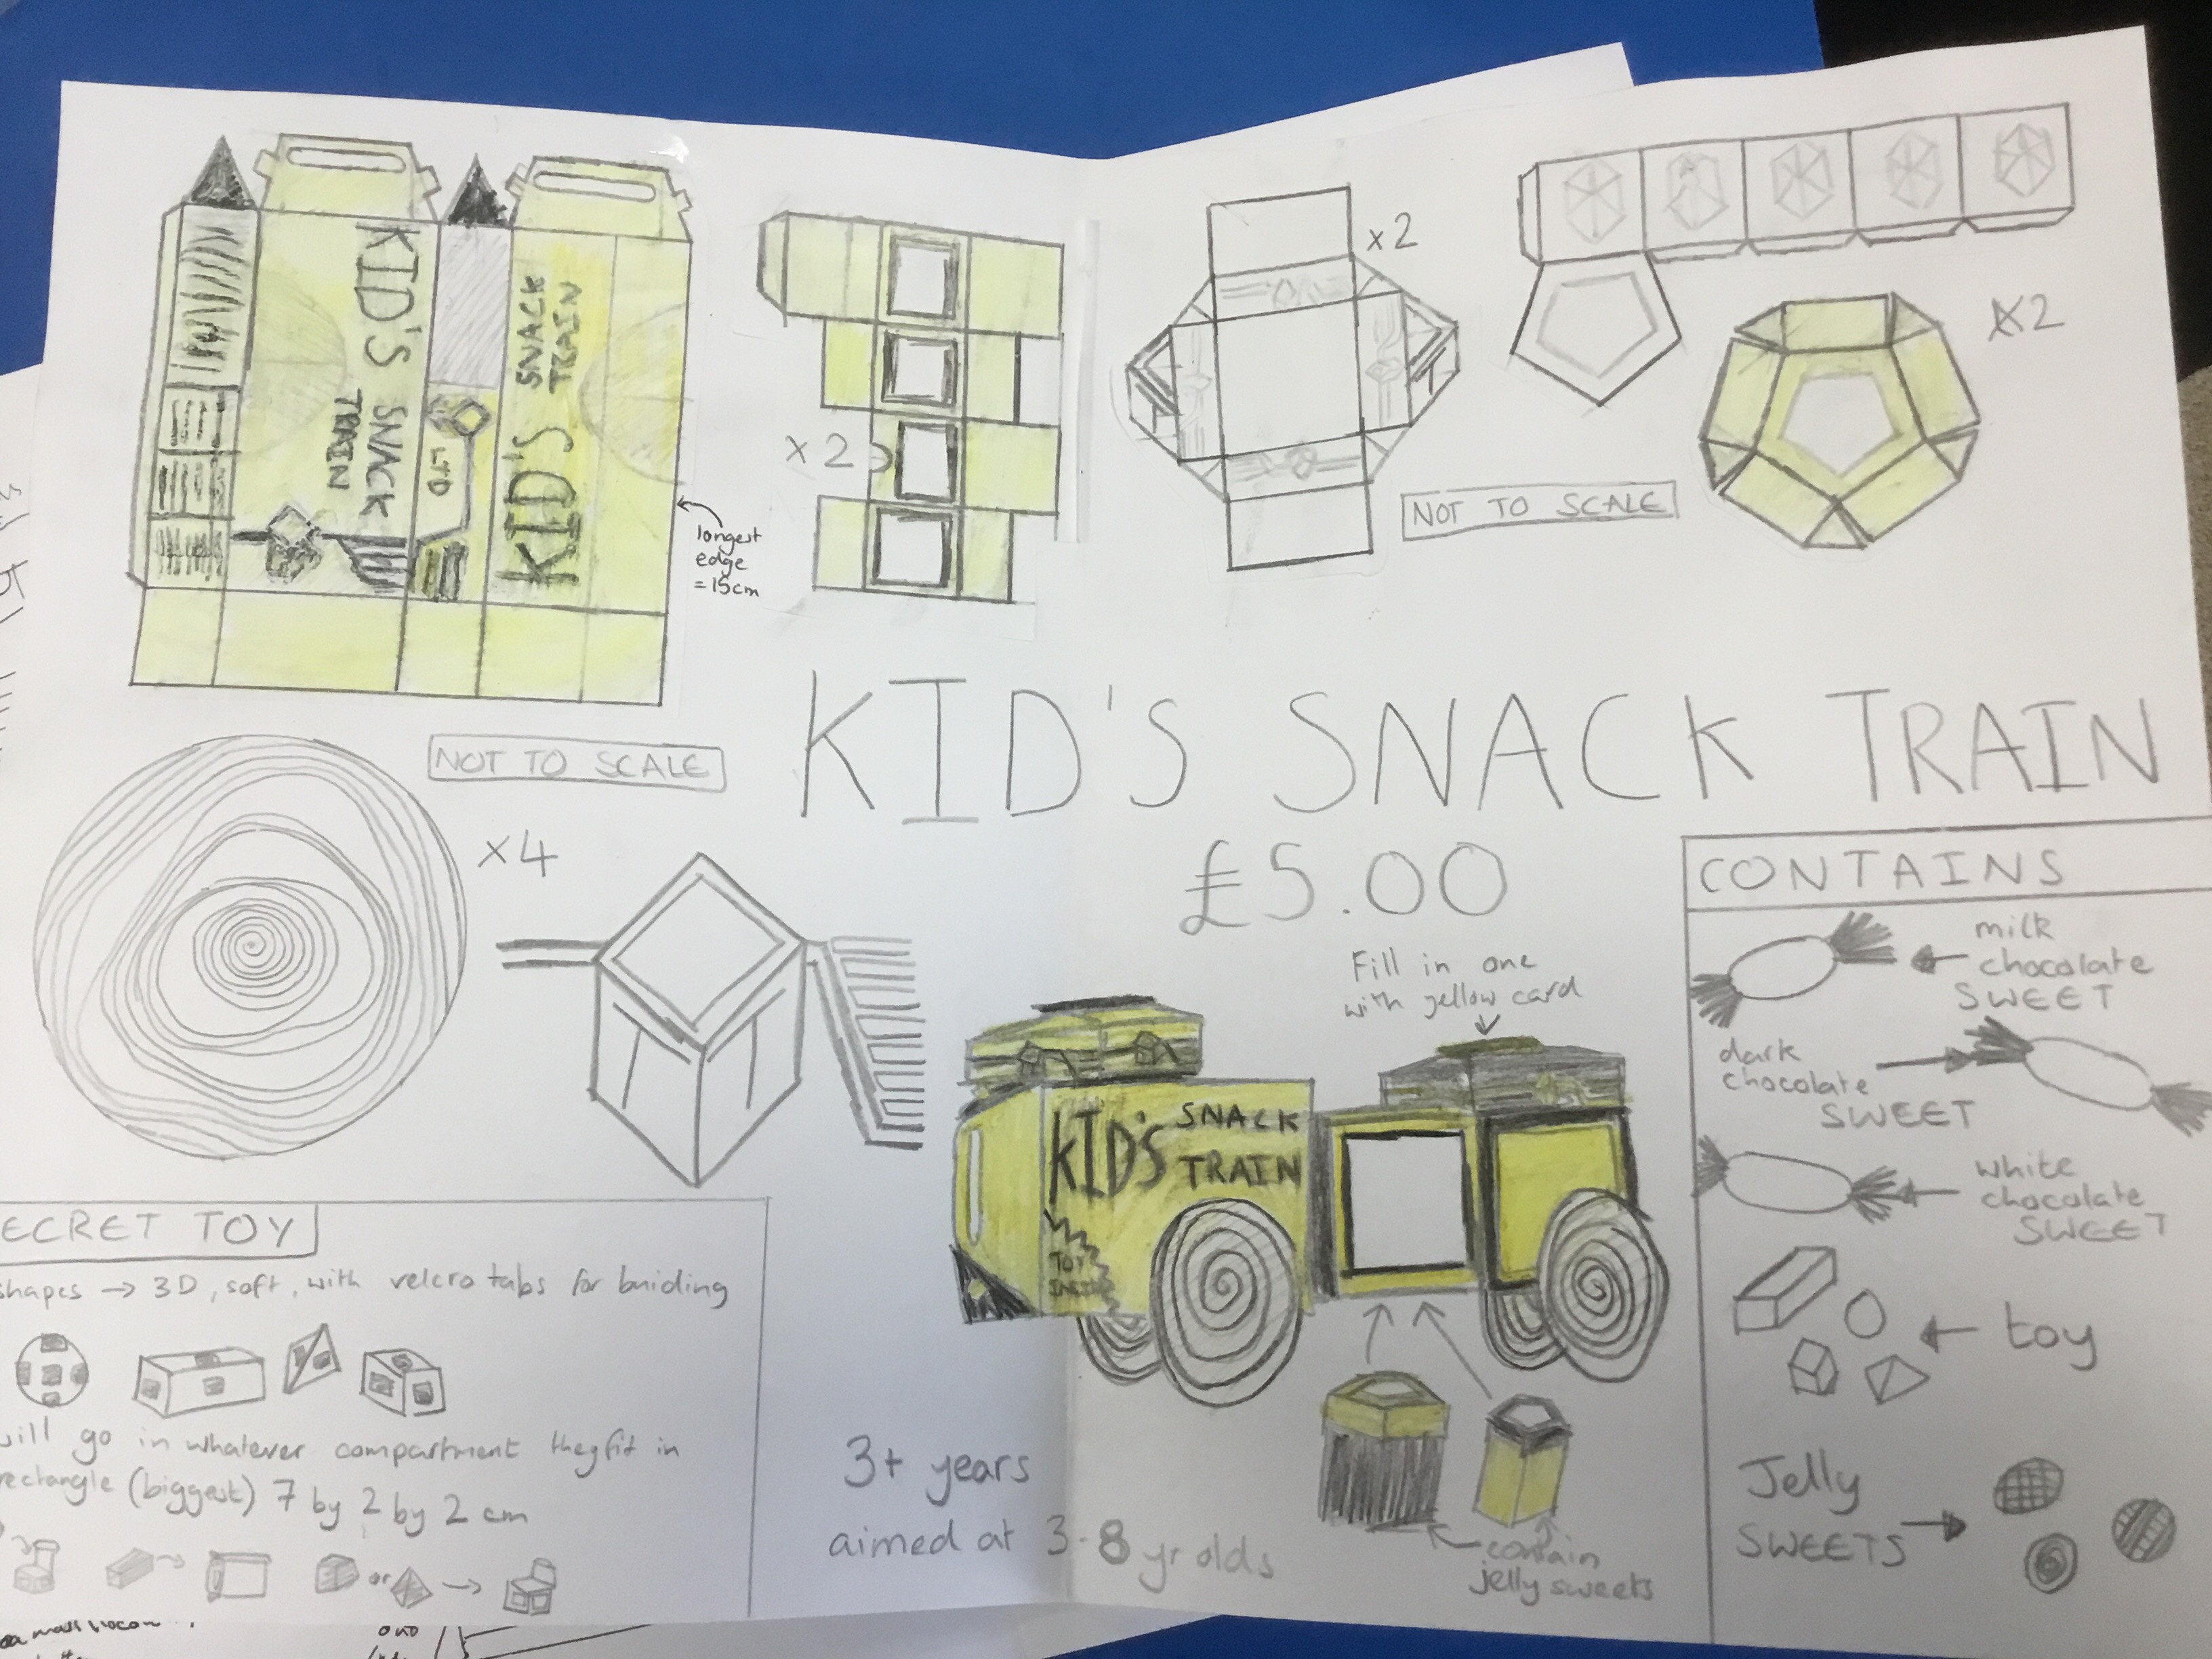 KID'S SNACK
TRAIN
KID'S
SNACK
TRAIN
LTD
longest
edge
= 15cm
x2
x2
x2
NOT TO SCALE
NOT TO SCALE
KID'S SNACK TRAIN
£5.00
x4
Fill in one
with yellow card
KID'S
SNACK
TRAIN
TOY
3+ years
aimed at 3-8 yr olds
contain
jelly sweets
CONTAINS
milk
chocolate
SWEET
dark
chocolate
SWEET
white
chocolate
SWEET
toy
Jelly
SWEETS
ECRET TOY
shapes → 3D, soft, with velcro tabs for buiding
will go in whatever compartment they fit in
rectangle (biggest) 7 by 2 by 2 cm
or